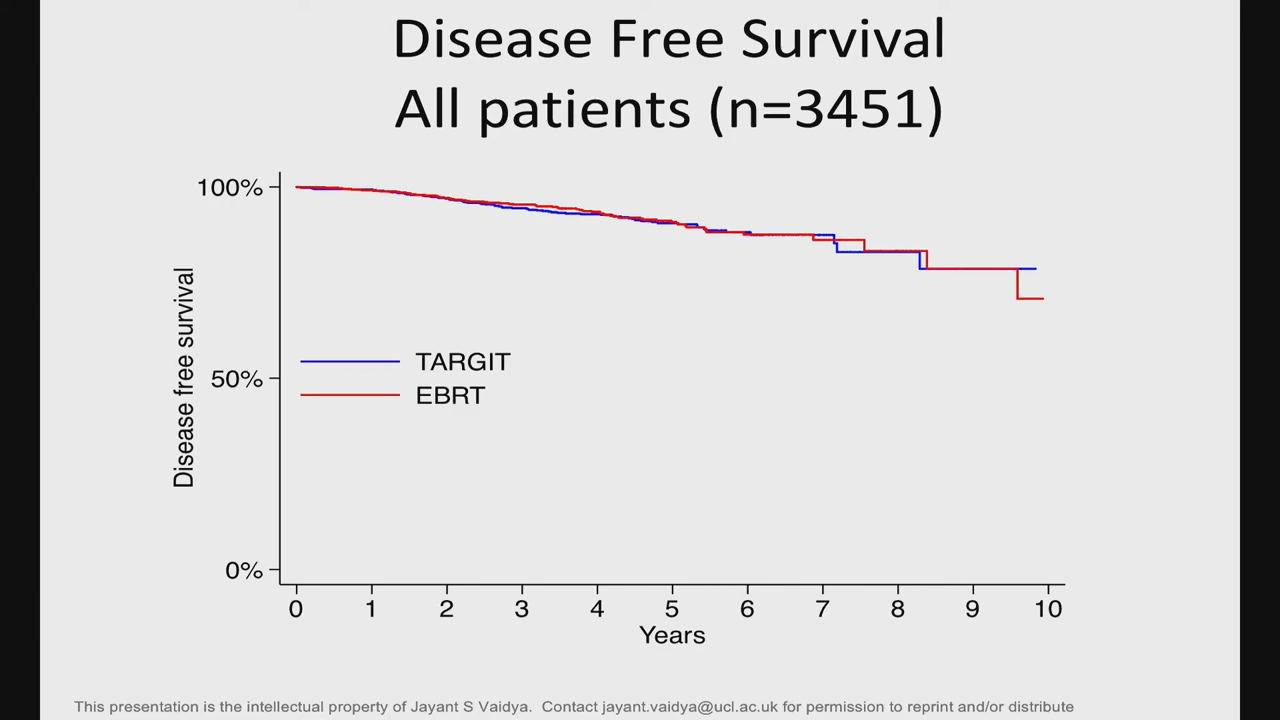 Disease Free Survival
All patients (n=3451)
100%
50%
0%
Disease free survival
TARGIT
EBRT
0 1 2 3 4 5 6 7 8 9 10
Years
This presentation is the intellectual property of Jayant S Vaidya.  Contact jayant.vaidya@ucl.ac.uk for permission to reprint and/or distribute